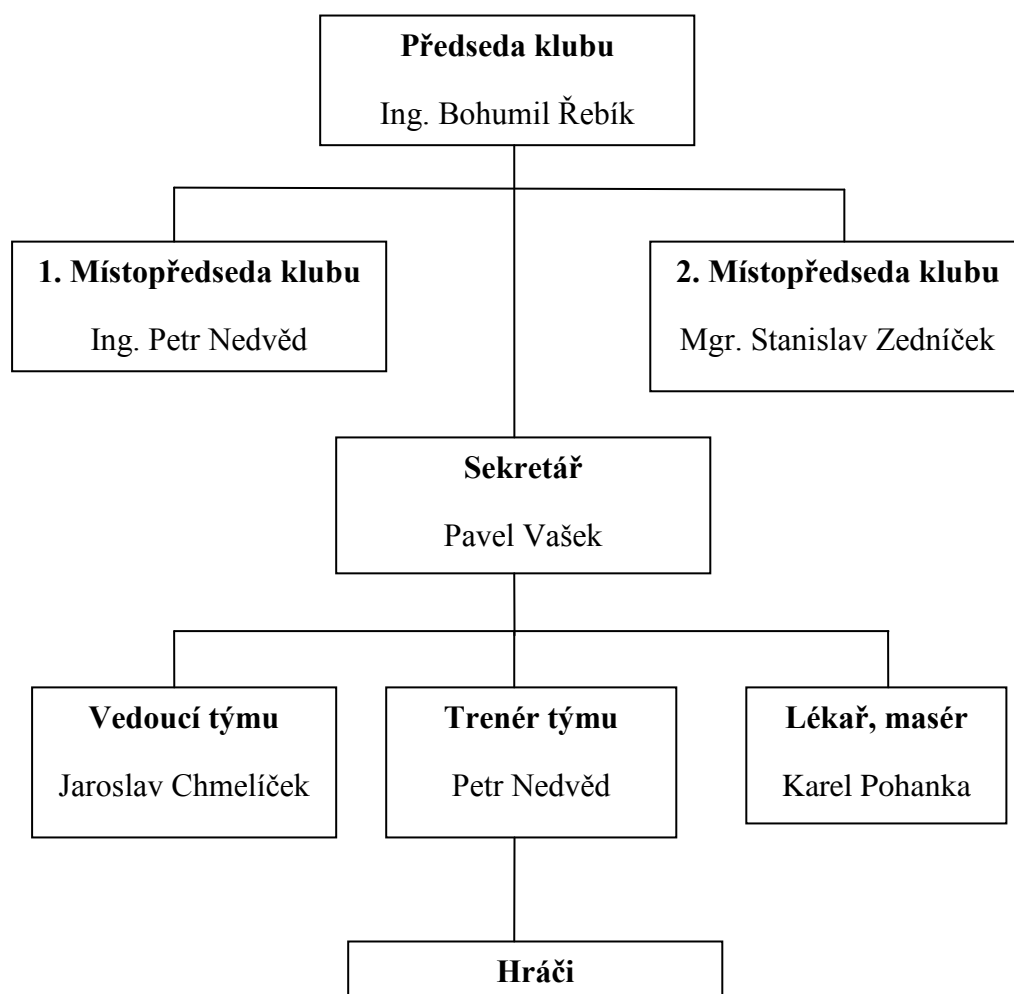 Předseda klubu
Ing. Bohumil Řebík
1. Místopředseda klubu
Ing. Petr Nedvěd
2. Místopředseda klubu
Mgr. Stanislav Zedníček
Sekretář
Pavel Vašek
Vedoucí týmu
Jaroslav Chmelíček
Trenér týmu
Petr Nedvěd
Lékař, masér
Karel Pohanka
Hráči